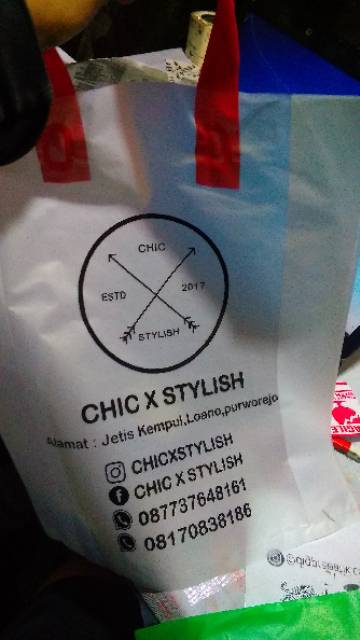 CHIC
ESTD 2017
STYLISH
CHIC X STYLISH
Alamat : Jetis Kempul,Loano,purworejo
CHICXSTYLISH
CHIC X STYLISH
087737648161
08170838186